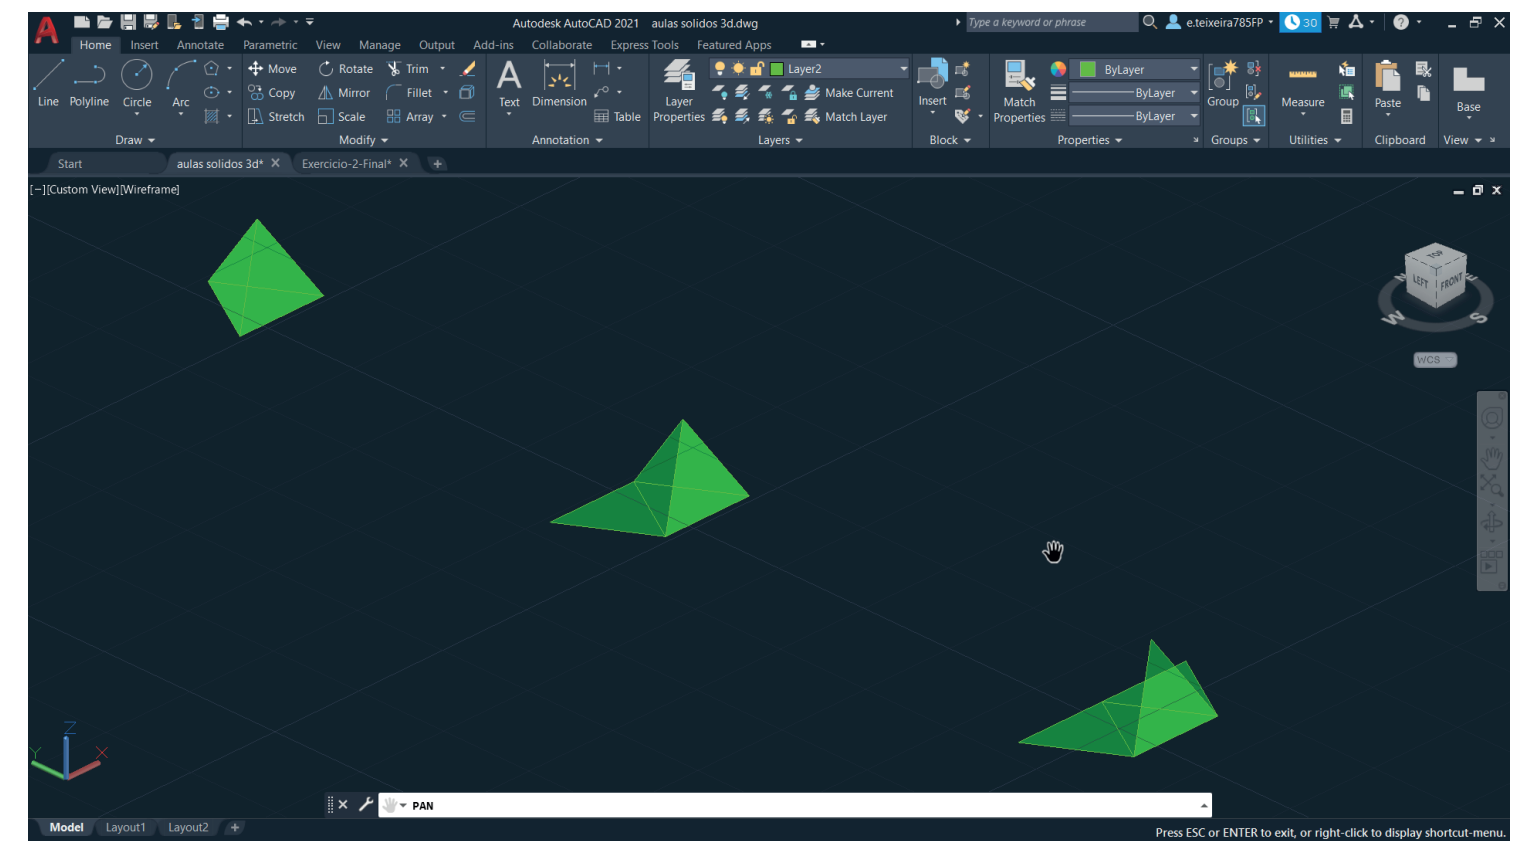 Autodesk AutoCAD 2021 aulas solidos 3d.dwg Type a keyword or phrase e.teixeira785FP 30
Home Insert Annotate Parametric View Manage Output Add-ins Collaborate Express Tools Featured Apps
Move Rotate Trim Layer2 ByLayer
Copy Mirror Fillet Make Current ByLayer
Line Polyline Circle Arc Text Dimension Layer Properties Insert Match Properties Group Measure Paste Base
Stretch Scale Array Table Match Layer ByLayer
Draw Modify Annotation Layers Block Properties Groups Utilities Clipboard View
Start aulas solidos 3d* Exercicio-2-Final*
[−][Custom View][Wireframe]
TOP
LEFT FRONT
W S
WCS
Z
Y X
PAN
Model Layout1 Layout2
Press ESC or ENTER to exit, or right-click to display shortcut-menu.